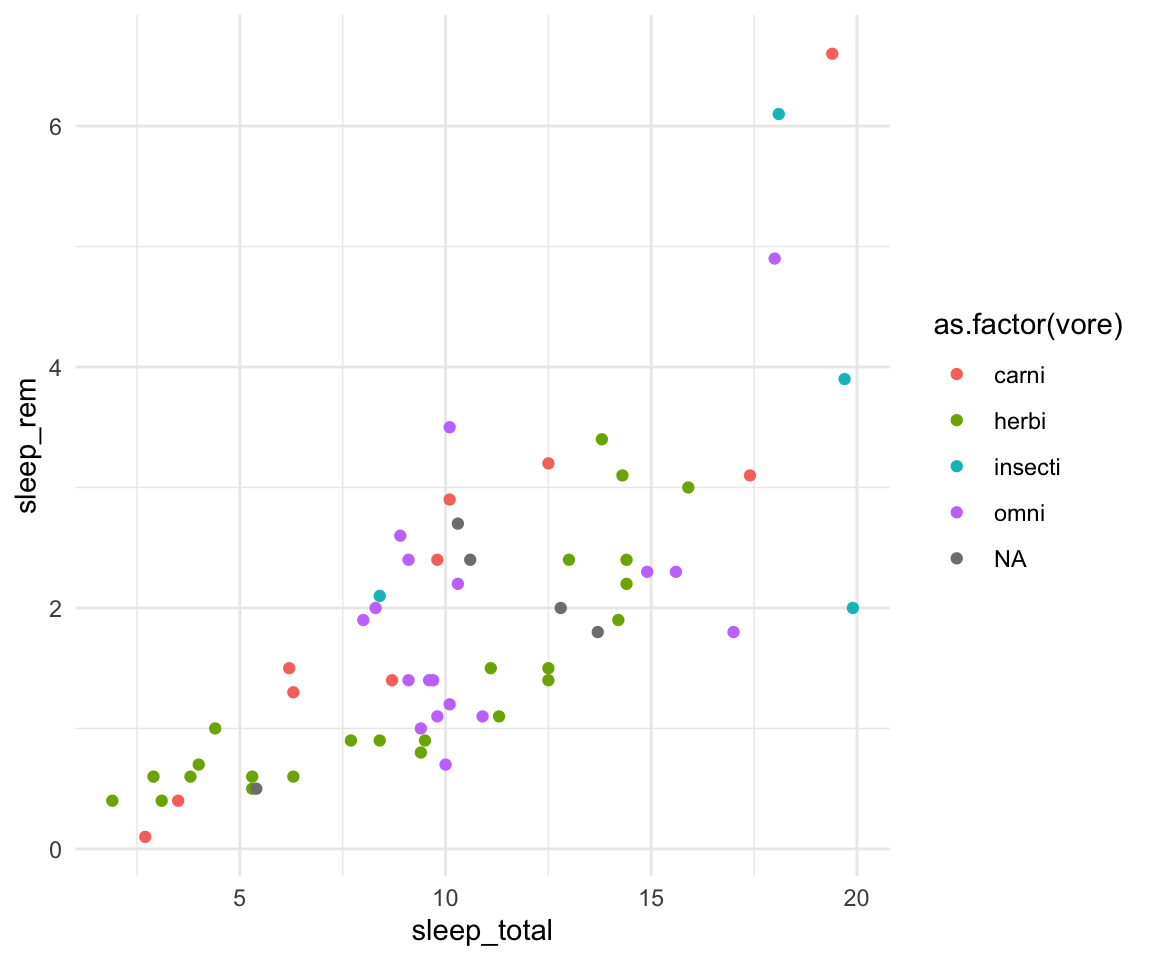 6
4
2
0
sleep_rem
5 10 15 20
sleep_total
as.factor(vore)
carni
herbi
insecti
omni
NA